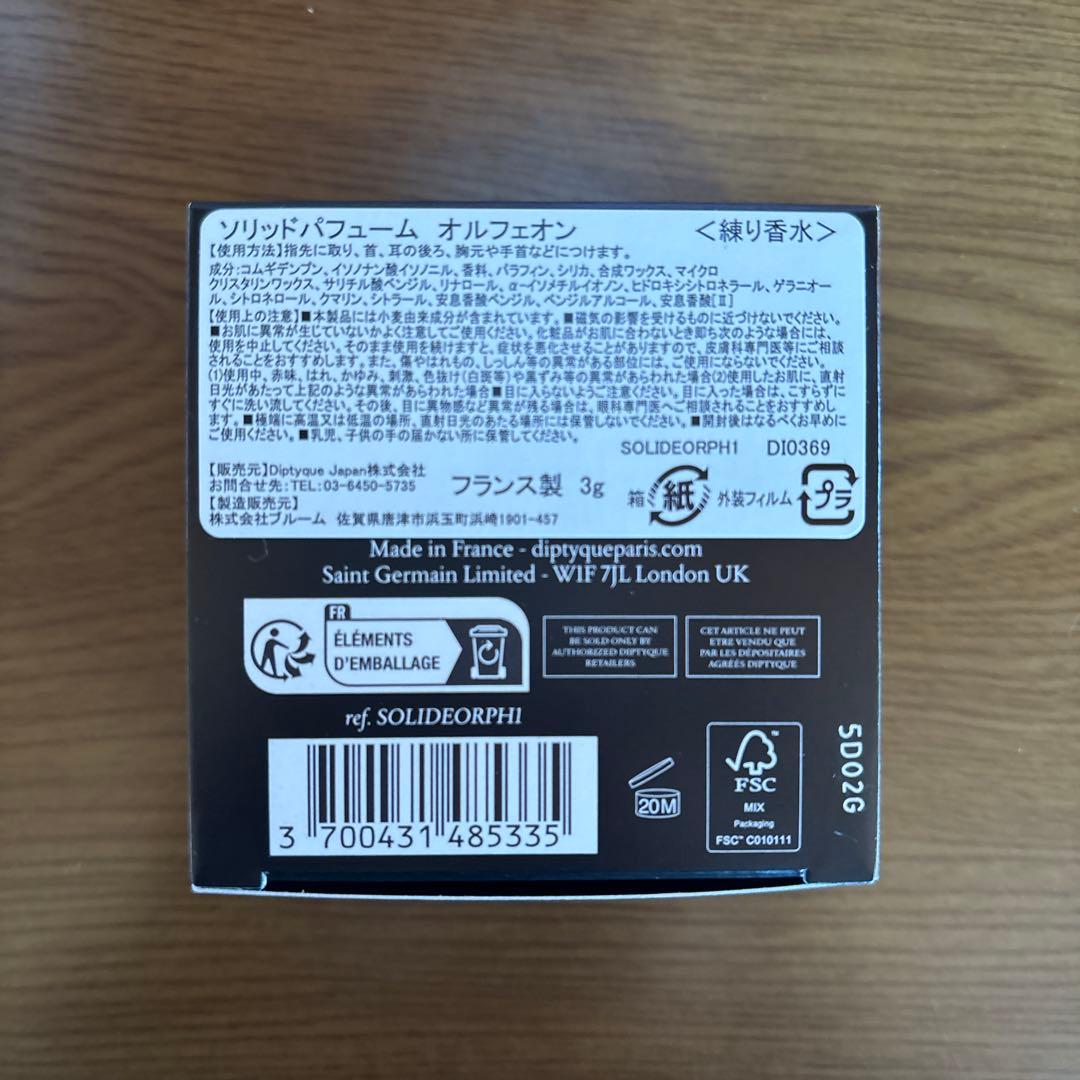 ソリッドパフューム オルフェオン <練り香水>
【使用方法】指先に取り、首、耳の後ろ、胸元や手首などにつけます。
成分:コムギデンプン、イソノナン酸イソノニル、香料、パラフィン、シリカ、合成ワックス、マイクロ
クリスタリンワックス、サリチル酸ベンジル、リナロール、α-イソメチルイオノン、ヒドロキシシトロネラール、ゲラニオー
ル、シトロネロール、クマリン、シトラール、安息香酸ベンジル、ベンジルアルコール、安息香酸[Ⅱ]
【使用上の注意】■本製品には小麦由来成分が含まれています。■磁気の影響を受けるものに近づけないでください。
■お肌に異常が生じていないかよく注意してご使用ください。化粧品がお肌に合わないとき即ち次のような場合には、
使用を中止してください。そのまま使用を続けますと、症状を悪化させることがありますので、皮膚科専門医等にご相談
されることをおすすめします。また、傷やはれもの、しっしん等の異常がある部位には、ご使用にならないでください。
(1)使用中、赤味、はれ、かゆみ、刺激、色抜け(白斑等)や黒ずみ等の異常があらわれた場合(2)使用したお肌に、直射
日光があたって上記のような異常があらわれた場合■目に入らないようご注意ください。目に入った場合は、こすらずに
すぐに洗い流してください。その後、目に異物感など異常が残る場合は、眼科専門医へご相談されることをおすすめし
ます。■極端に高温又は低温の場所、直射日光のあたる場所には保管しないでください。■開封後はなるべくお早めに
ご使用ください。■乳児、子供の手の届かない所に保管してください。
SOLIDEORPH1 DI0369
【販売元】Diptyque Japan株式会社
お問合せ先:TEL:03-6450-5735
フランス製 3g
箱 紙 外装フィルム プラ
【製造販売元】
株式会社ブルーム 佐賀県唐津市浜玉町浜崎1901-457
Made in France - diptyqueparis.com
Saint Germain Limited - W1F 7JL London UK
FR
ÉLÉMENTS
D'EMBALLAGE
THIS PRODUCT CAN
BE SOLD ONLY BY
AUTHORIZED DIPTYQUE
RETAILERS
CET ARTICLE NE PEUT
ETRE VENDU QUE
PAR LES DÉPOSITAIRES
AGRÉÉS DIPTYQUE
ref. SOLIDEORPH1
3 700431 485335
20M
FSC
MIX
Packaging
FSC™ C010111
5D02G